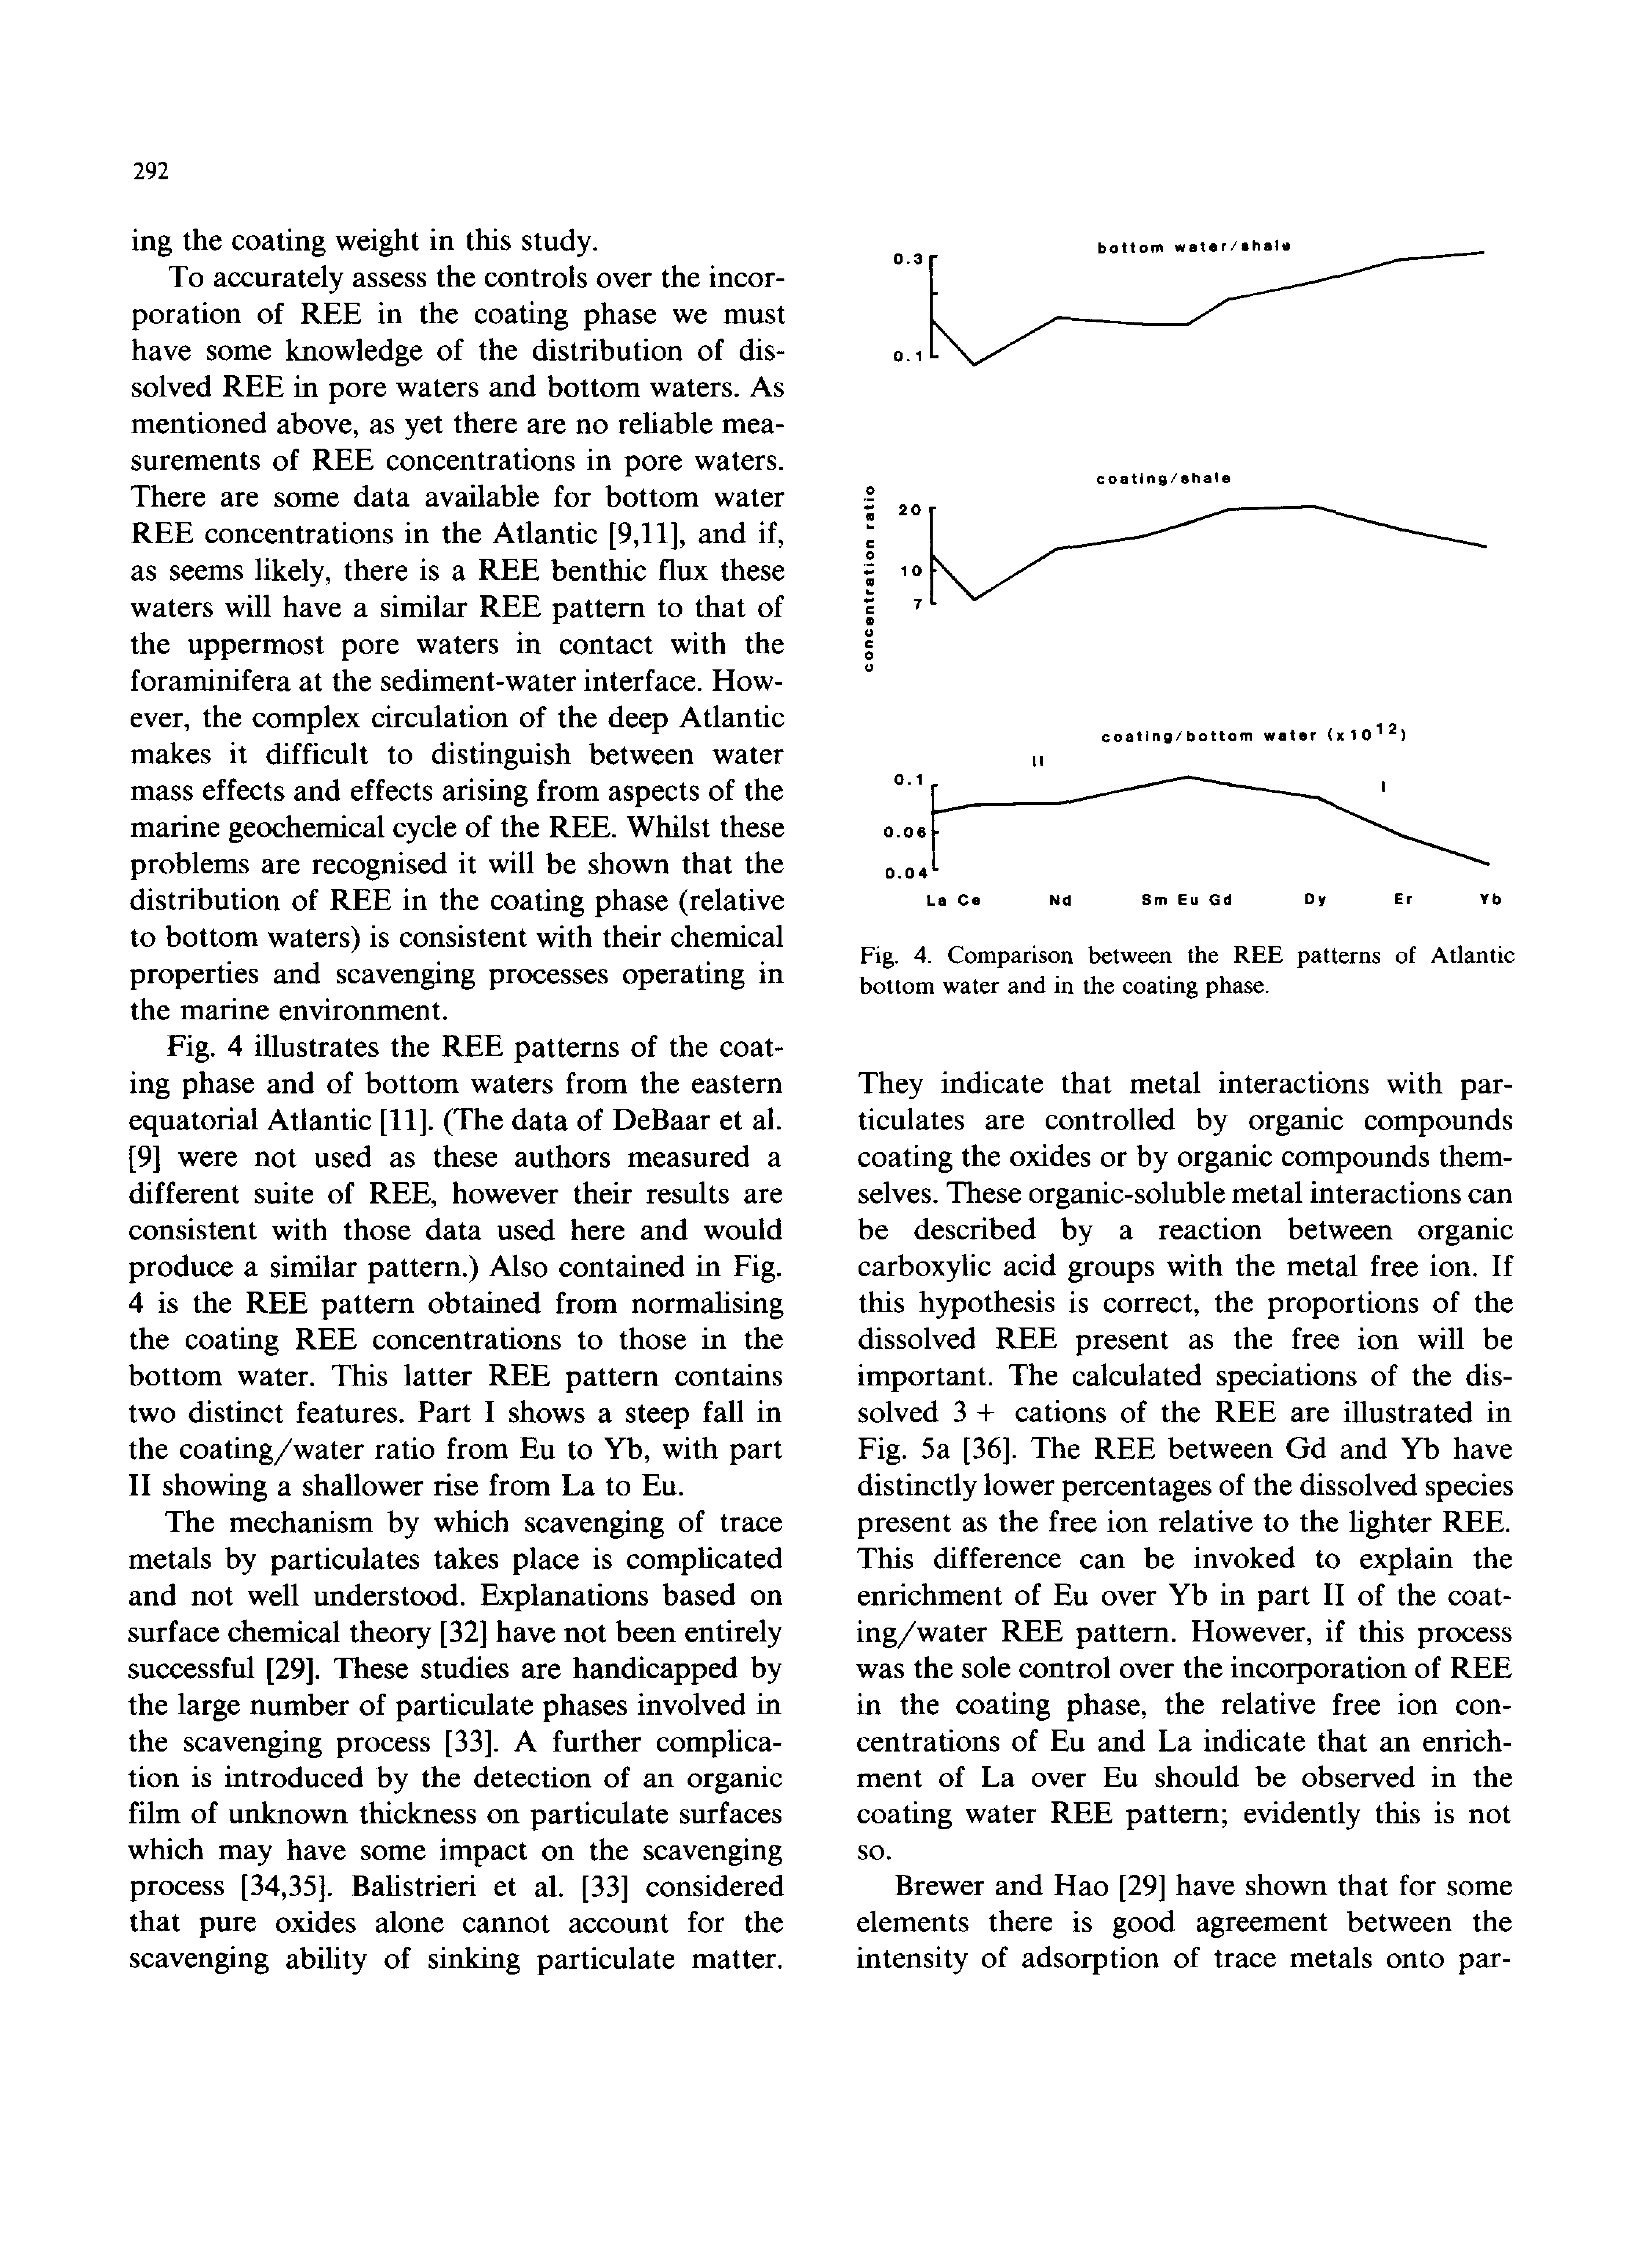 292
ing the coating weight in this study.
To accurately assess the controls over the incor-
poration of REE in the coating phase we must
have some knowledge of the distribution of dis-
solved REE in pore waters and bottom waters. As
mentioned above, as yet there are no reliable mea-
surements of REE concentrations in pore waters.
There are some data available for bottom water
REE concentrations in the Atlantic [9,11], and if,
as seems likely, there is a REE benthic flux these
waters will have a similar REE pattern to that of
the uppermost pore waters in contact with the
foraminifera at the sediment-water interface. How-
ever, the complex circulation of the deep Atlantic
makes it difficult to distinguish between water
mass effects and effects arising from aspects of the
marine geochemical cycle of the REE. Whilst these
problems are recognised it will be shown that the
distribution of REE in the coating phase (relative
to bottom waters) is consistent with their chemical
properties and scavenging processes operating in
the marine environment.
Fig. 4 illustrates the REE patterns of the coat-
ing phase and of bottom waters from the eastern
equatorial Atlantic [11]. (The data of DeBaar et al.
[9] were not used as these authors measured a
different suite of REE, however their results are
consistent with those data used here and would
produce a similar pattern.) Also contained in Fig.
4 is the REE pattern obtained from normalising
the coating REE concentrations to those in the
bottom water. This latter REE pattern contains
two distinct features. Part I shows a steep fall in
the coating/water ratio from Eu to Yb, with part
II showing a shallower rise from La to Eu.
The mechanism by which scavenging of trace
metals by particulates takes place is complicated
and not well understood. Explanations based on
surface chemical theory [32] have not been entirely
successful [29]. These studies are handicapped by
the large number of particulate phases involved in
the scavenging process [33]. A further complica-
tion is introduced by the detection of an organic
film of unknown thickness on particulate surfaces
which may have some impact on the scavenging
process [34,35]. Balistrieri et al. [33] considered
that pure oxides alone cannot account for the
scavenging ability of sinking particulate matter.
bottom water/shale
0.3
0.1
coating/shale
concentration ratio
20
10
7
coating/bottom water (x10¹²)
II
I
0.1
0.06
0.04
La Ce Nd Sm Eu Gd Dy Er Yb
Fig. 4. Comparison between the REE patterns of Atlantic
bottom water and in the coating phase.
They indicate that metal interactions with par-
ticulates are controlled by organic compounds
coating the oxides or by organic compounds them-
selves. These organic-soluble metal interactions can
be described by a reaction between organic
carboxylic acid groups with the metal free ion. If
this hypothesis is correct, the proportions of the
dissolved REE present as the free ion will be
important. The calculated speciations of the dis-
solved 3 + cations of the REE are illustrated in
Fig. 5a [36]. The REE between Gd and Yb have
distinctly lower percentages of the dissolved species
present as the free ion relative to the lighter REE.
This difference can be invoked to explain the
enrichment of Eu over Yb in part II of the coat-
ing/water REE pattern. However, if this process
was the sole control over the incorporation of REE
in the coating phase, the relative free ion con-
centrations of Eu and La indicate that an enrich-
ment of La over Eu should be observed in the
coating water REE pattern; evidently this is not
so.
Brewer and Hao [29] have shown that for some
elements there is good agreement between the
intensity of adsorption of trace metals onto par-